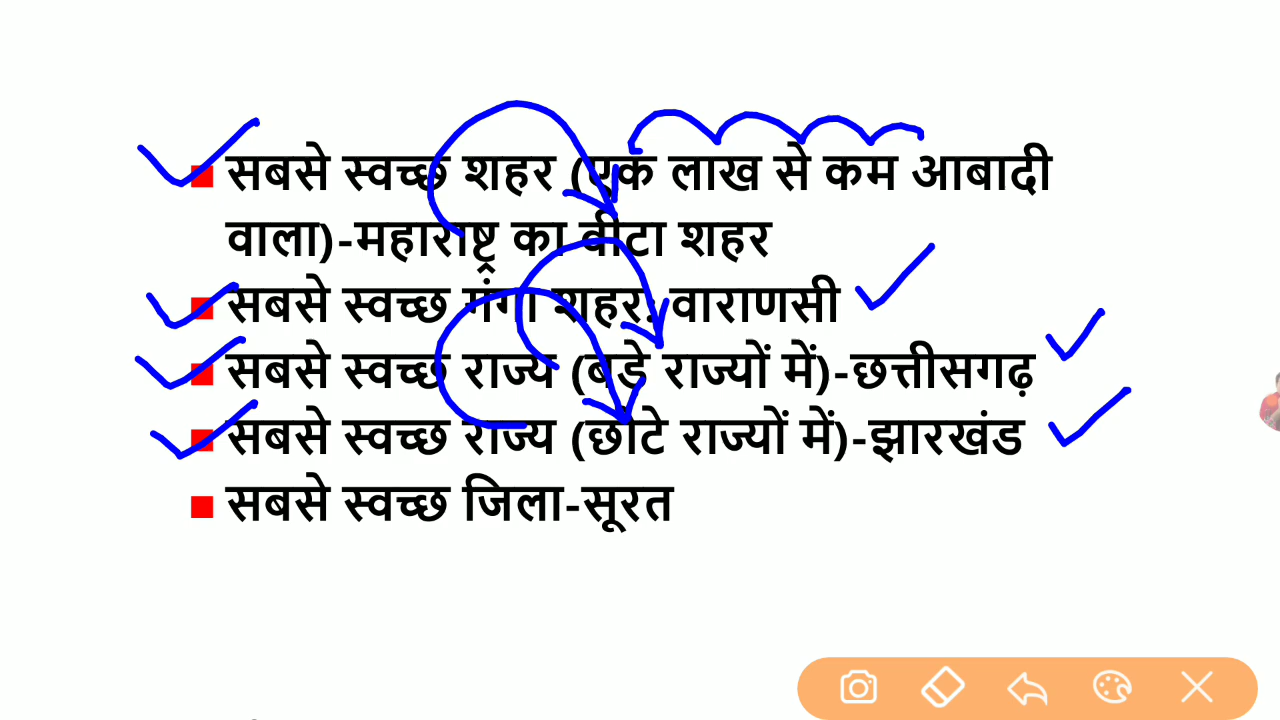 सबसे स्वच्छ शहर (एक लाख से कम आबादी
वाला)-महाराष्ट्र का वीटा शहर
सबसे स्वच्छ गंगा शहर: वाराणसी
सबसे स्वच्छ राज्य (बड़े राज्यों में)-छत्तीसगढ़
सबसे स्वच्छ राज्य (छोटे राज्यों में)-झारखंड
सबसे स्वच्छ जिला-सूरत